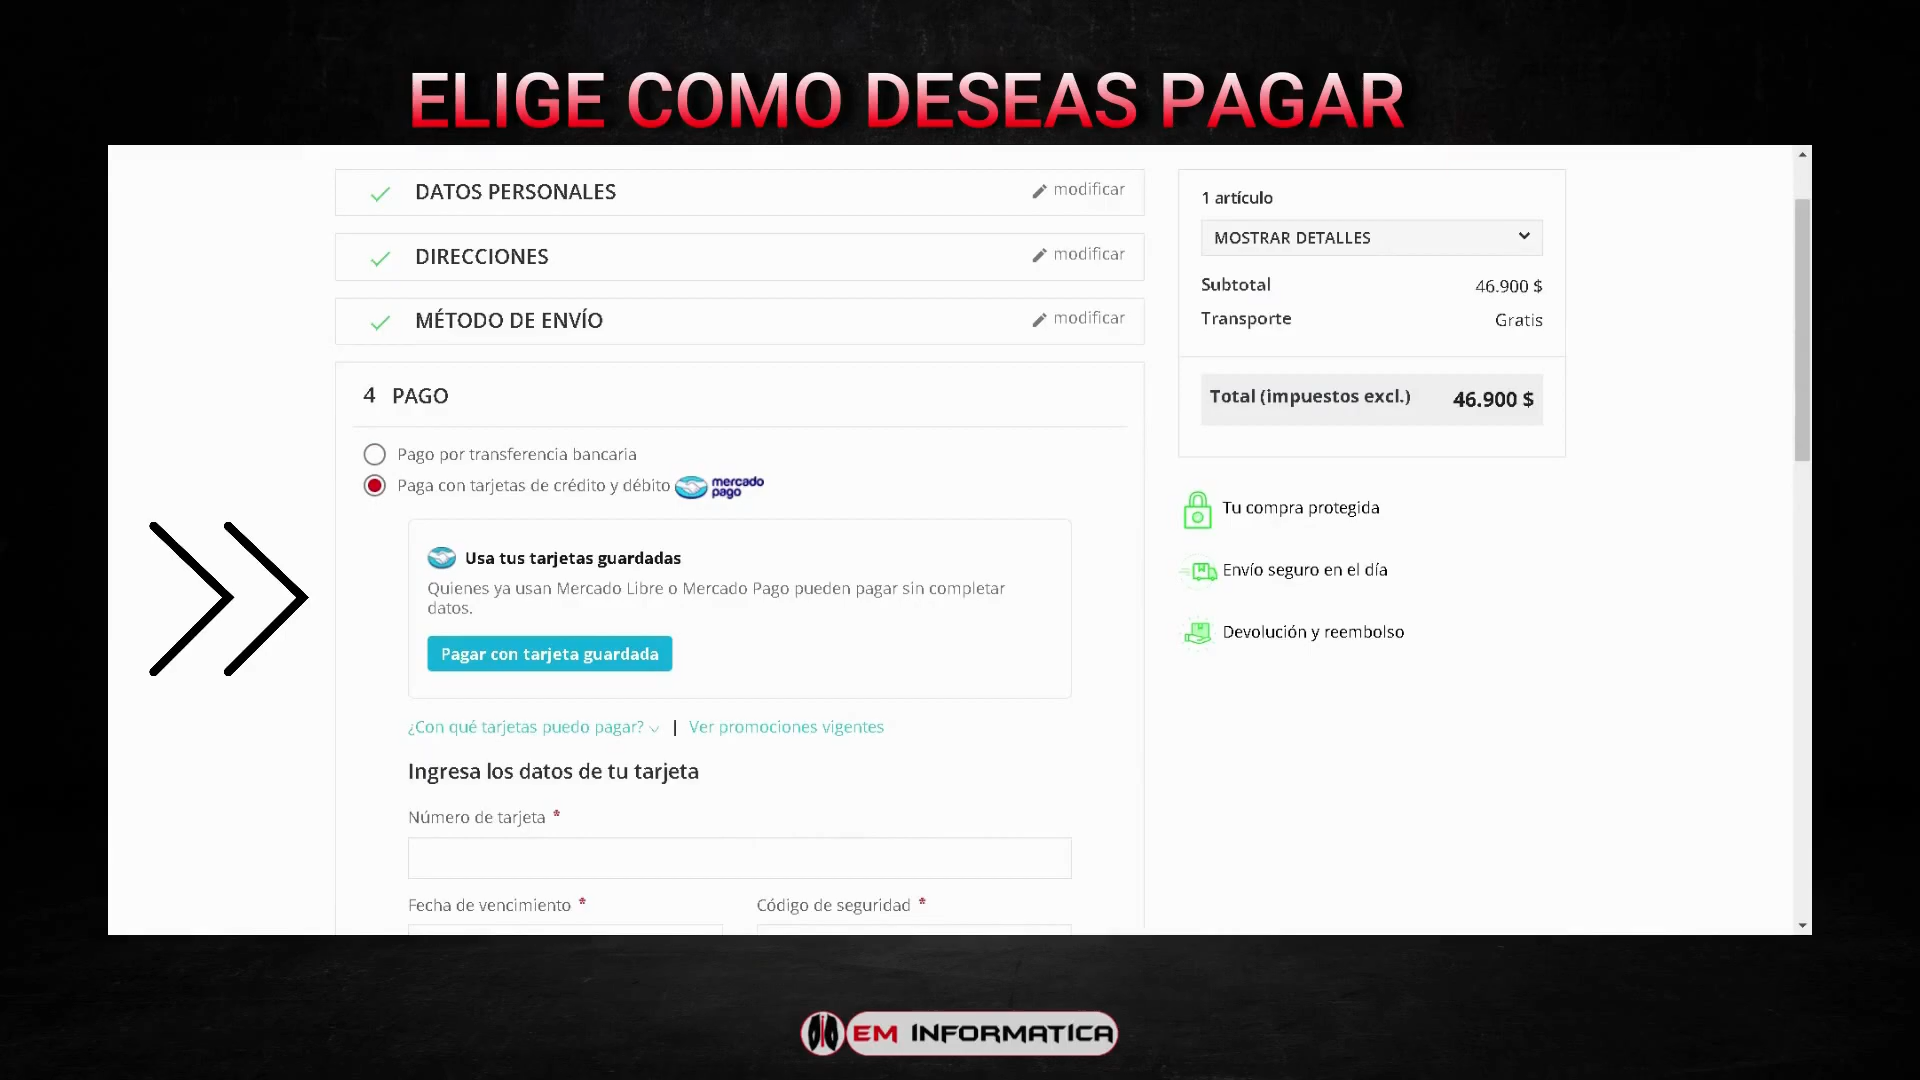 ELIGE COMO DESEAS PAGAR
DATOS PERSONALES
modificar
DIRECCIONES
modificar
MÉTODO DE ENVÍO
modificar
4 PAGO
Pago por transferencia bancaria
Paga con tarjetas de crédito y débito mercado pago
Usa tus tarjetas guardadas
Quienes ya usan Mercado Libre o Mercado Pago pueden pagar sin completar
datos.
Pagar con tarjeta guardada
¿Con qué tarjetas puedo pagar? | Ver promociones vigentes
Ingresa los datos de tu tarjeta
Número de tarjeta *
Fecha de vencimiento *
Código de seguridad *
1 artículo
MOSTRAR DETALLES
Subtotal 46.900 $
Transporte Gratis
Total (impuestos excl.) 46.900 $
Tu compra protegida
Envío seguro en el día
Devolución y reembolso
EM INFORMATICA